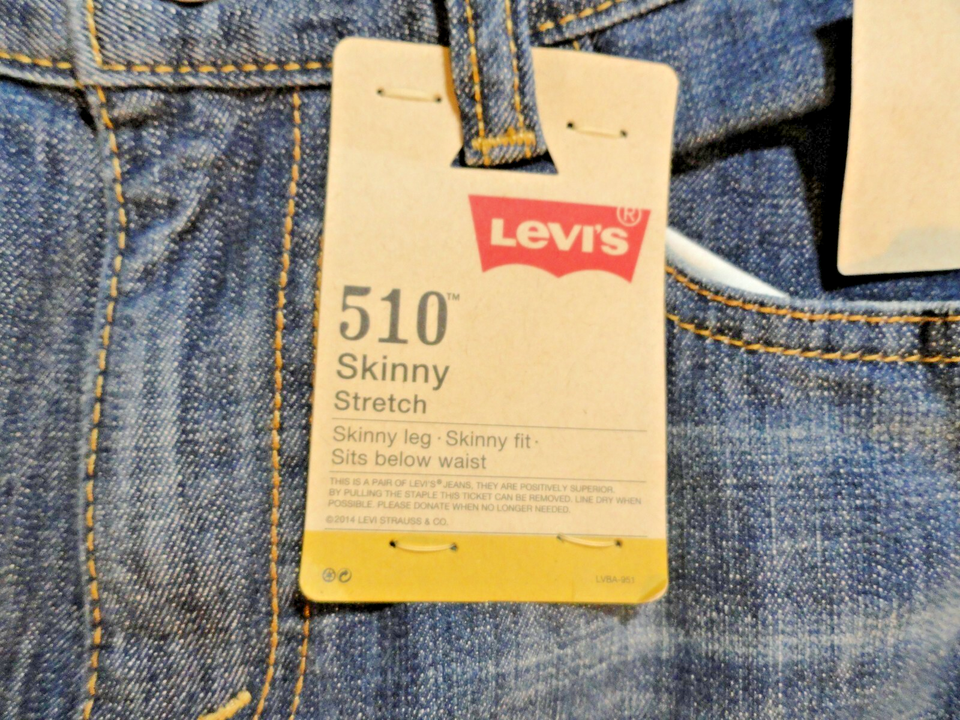 LEVI'S®
510™
Skinny
Stretch
Skinny leg · Skinny fit ·
Sits below waist
THIS IS A PAIR OF LEVI'S® JEANS, THEY ARE POSITIVELY SUPERIOR.
BY PULLING THE STAPLE THIS TICKET CAN BE REMOVED. LINE DRY WHEN
POSSIBLE. PLEASE DONATE WHEN NO LONGER NEEDED.
©2014 LEVI STRAUSS & CO.
LVBA-951